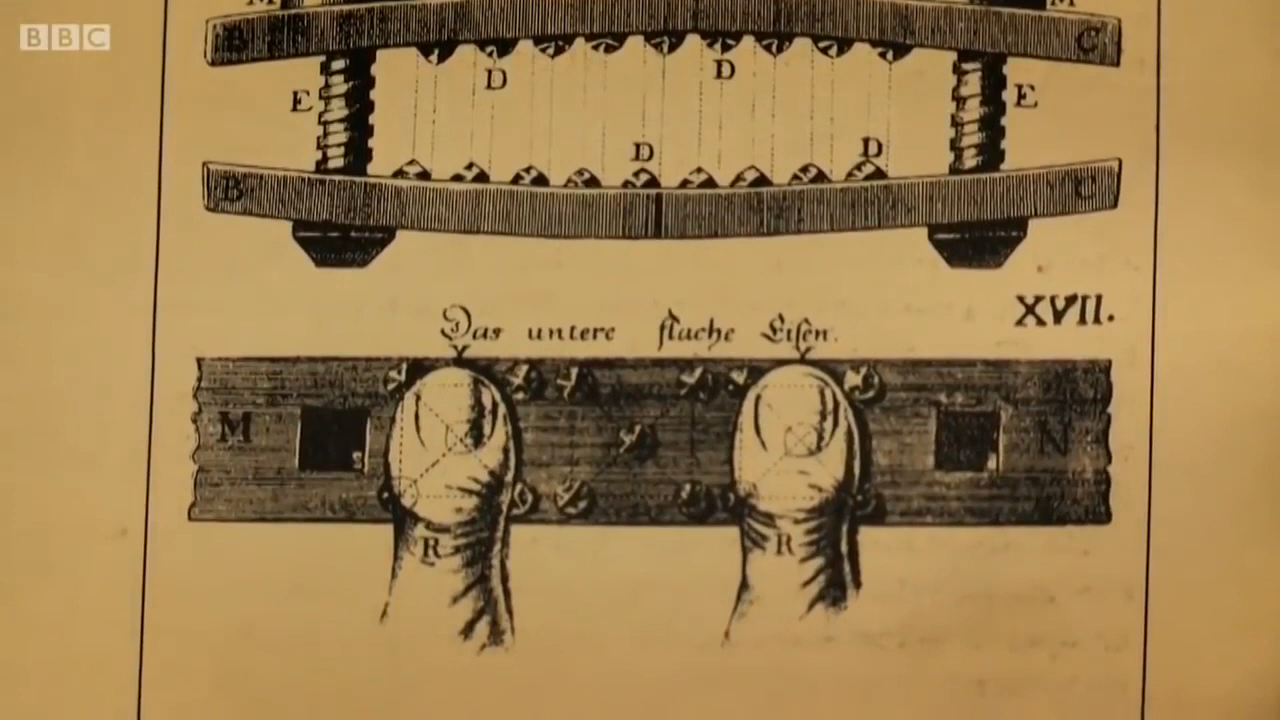 BBC
M M
B C
D D
E E
D D
B C
XVII.
Das untere flache Eisen.
M N
R R